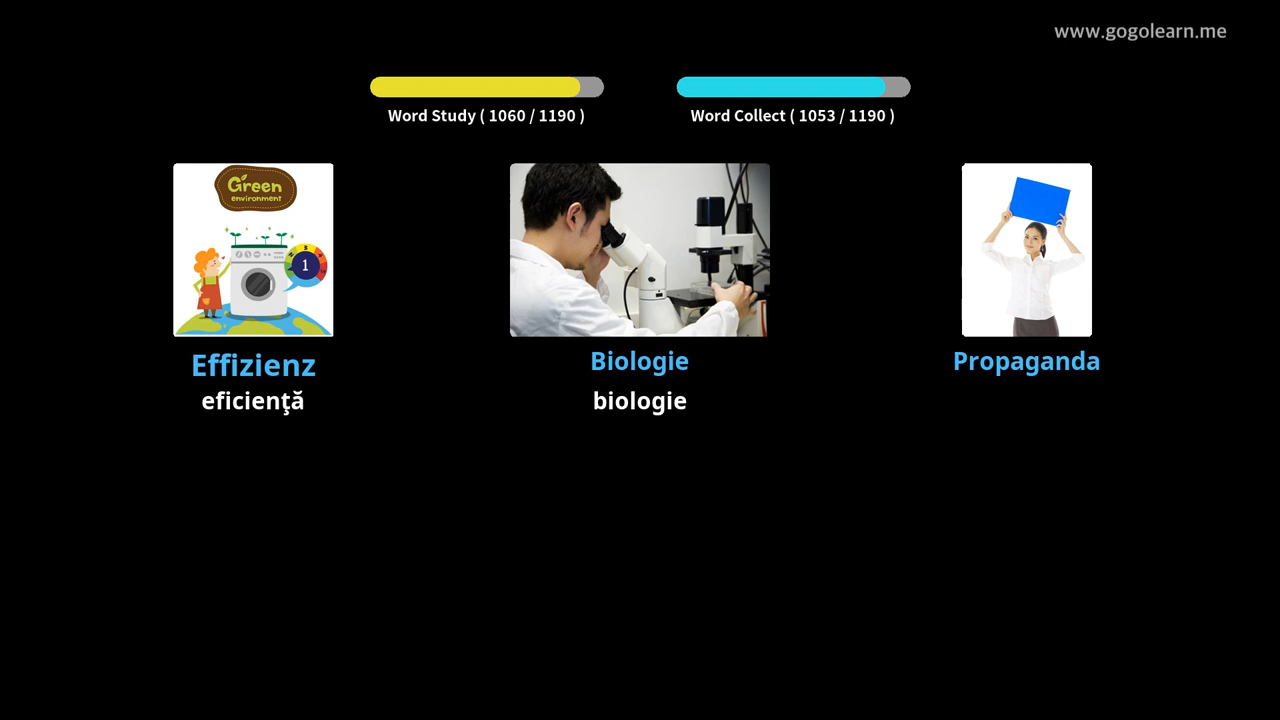 www.gogolearn.me
Word Study ( 1060 / 1190 )
Word Collect ( 1053 / 1190 )
Green
environment
1
Effizienz
eficienţă
Biologie
biologie
Propaganda